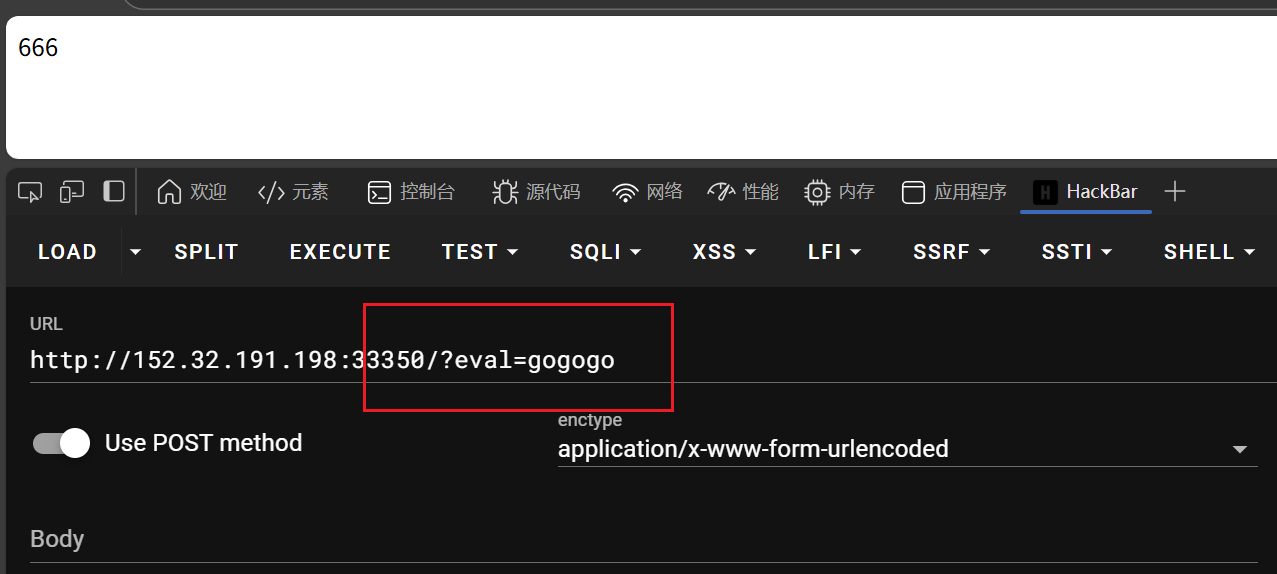 666
欢迎 </> 元素 控制台 源代码 网络 性能 内存 应用程序 H HackBar
LOAD SPLIT EXECUTE TEST SQLI XSS LFI SSRF SSTI SHELL
URL
http://152.32.191.198:33350/?eval=gogogo
enctype
Use POST method application/x-www-form-urlencoded
Body